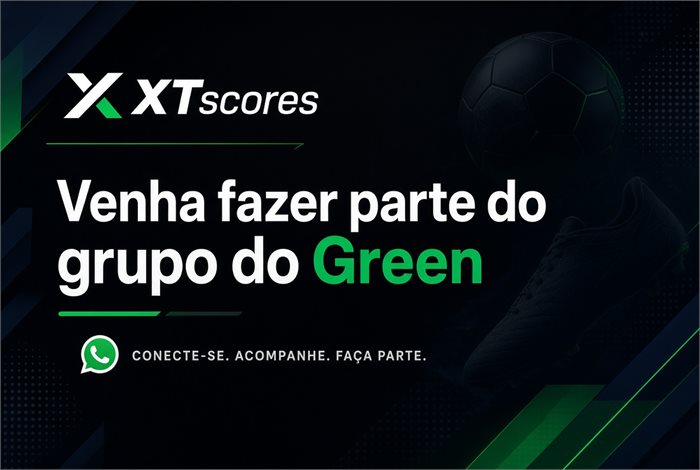 XTscores
Venha fazer parte do
grupo do Green
CONECTE-SE. ACOMPANHE. FAÇA PARTE.